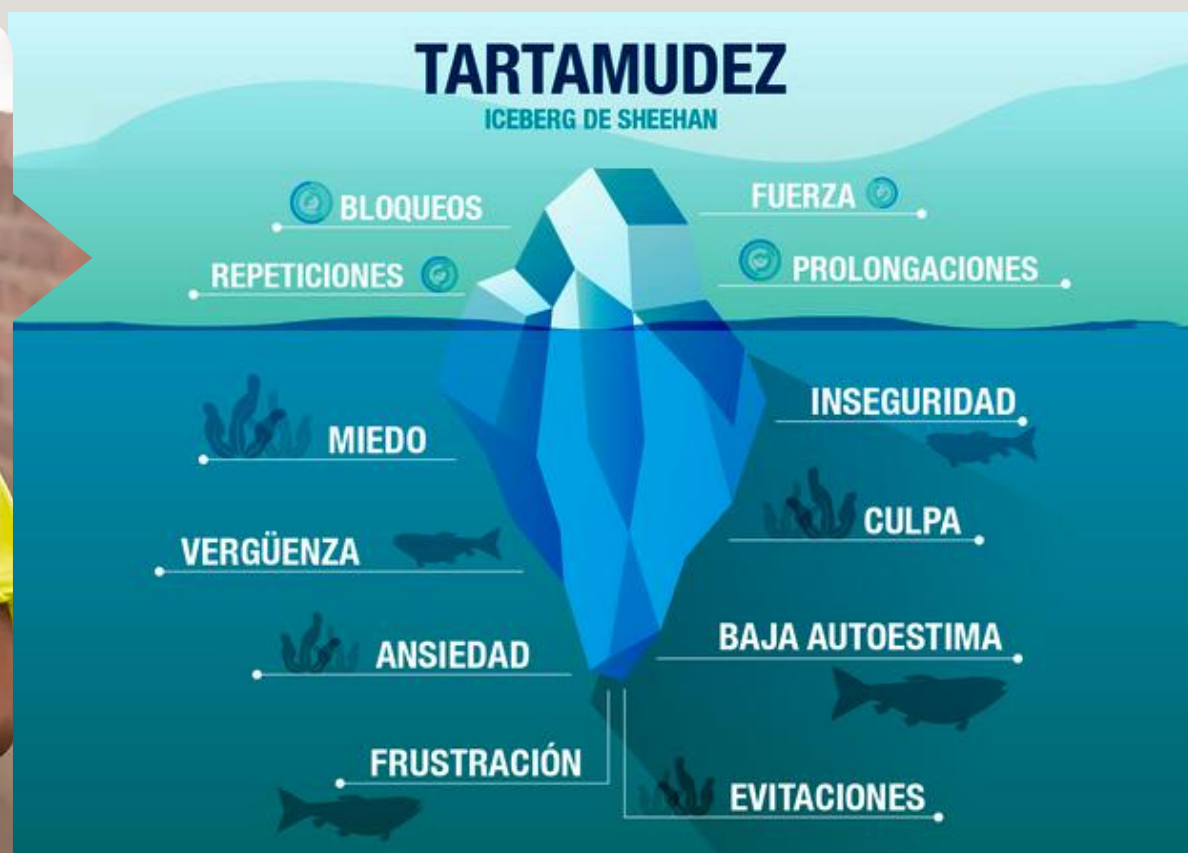 TARTAMUDEZ
ICEBERG DE SHEEHAN
BLOQUEOS
FUERZA
REPETICIONES
PROLONGACIONES
INSEGURIDAD
MIEDO
CULPA
VERGÜENZA
BAJA AUTOESTIMA
ANSIEDAD
FRUSTRACIÓN
EVITACIONES